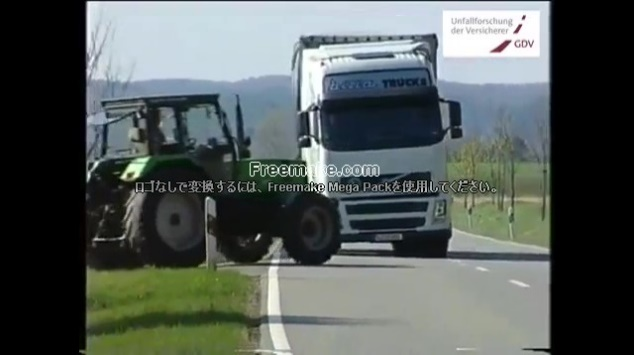 Unfallforschung
der Versicherer
GDV
TRUCKS
Freemake.com
ロゴなしで変換するには、Freemake Mega Packを使用してください。